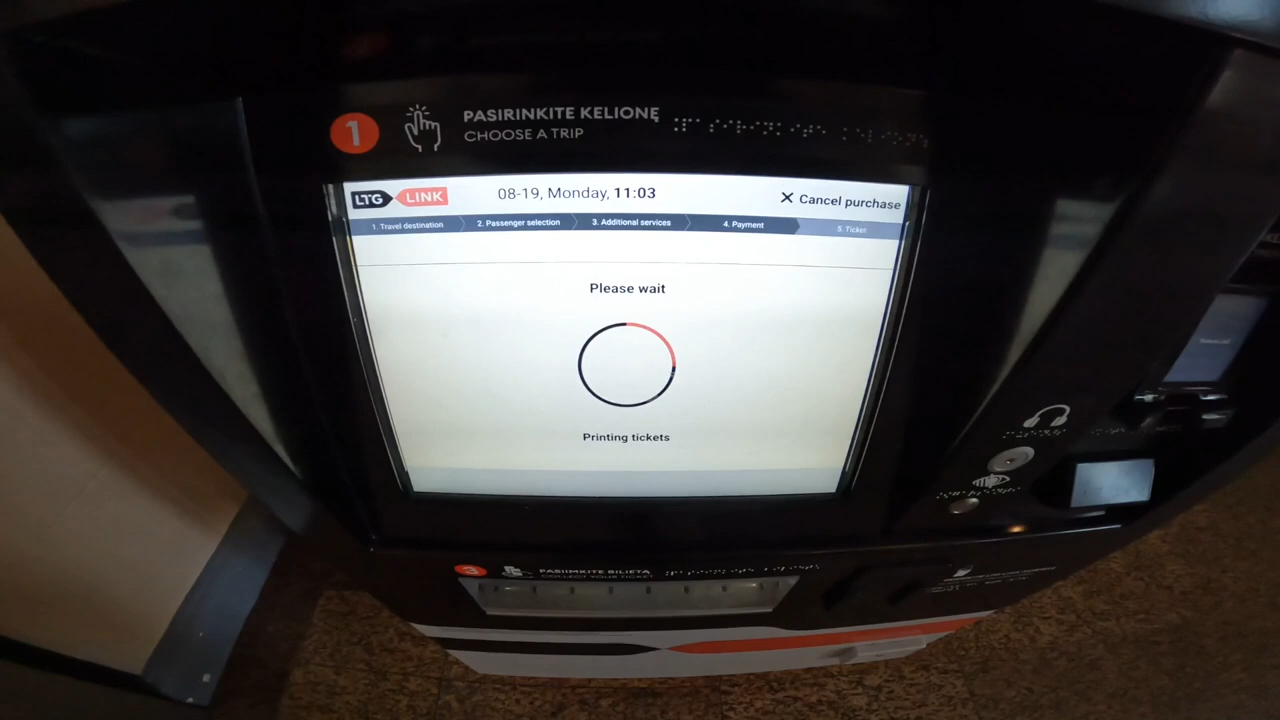 1
PASIRINKITE KELIONĘ
CHOOSE A TRIP
LTG LINK
08-19, Monday, 11:03
Cancel purchase
1. Travel destination
2. Passenger selection
3. Additional services
4. Payment
5. Ticket
Please wait
Printing tickets
3
PASIIMKITE BILIETĄ
COLLECT YOUR TICKET